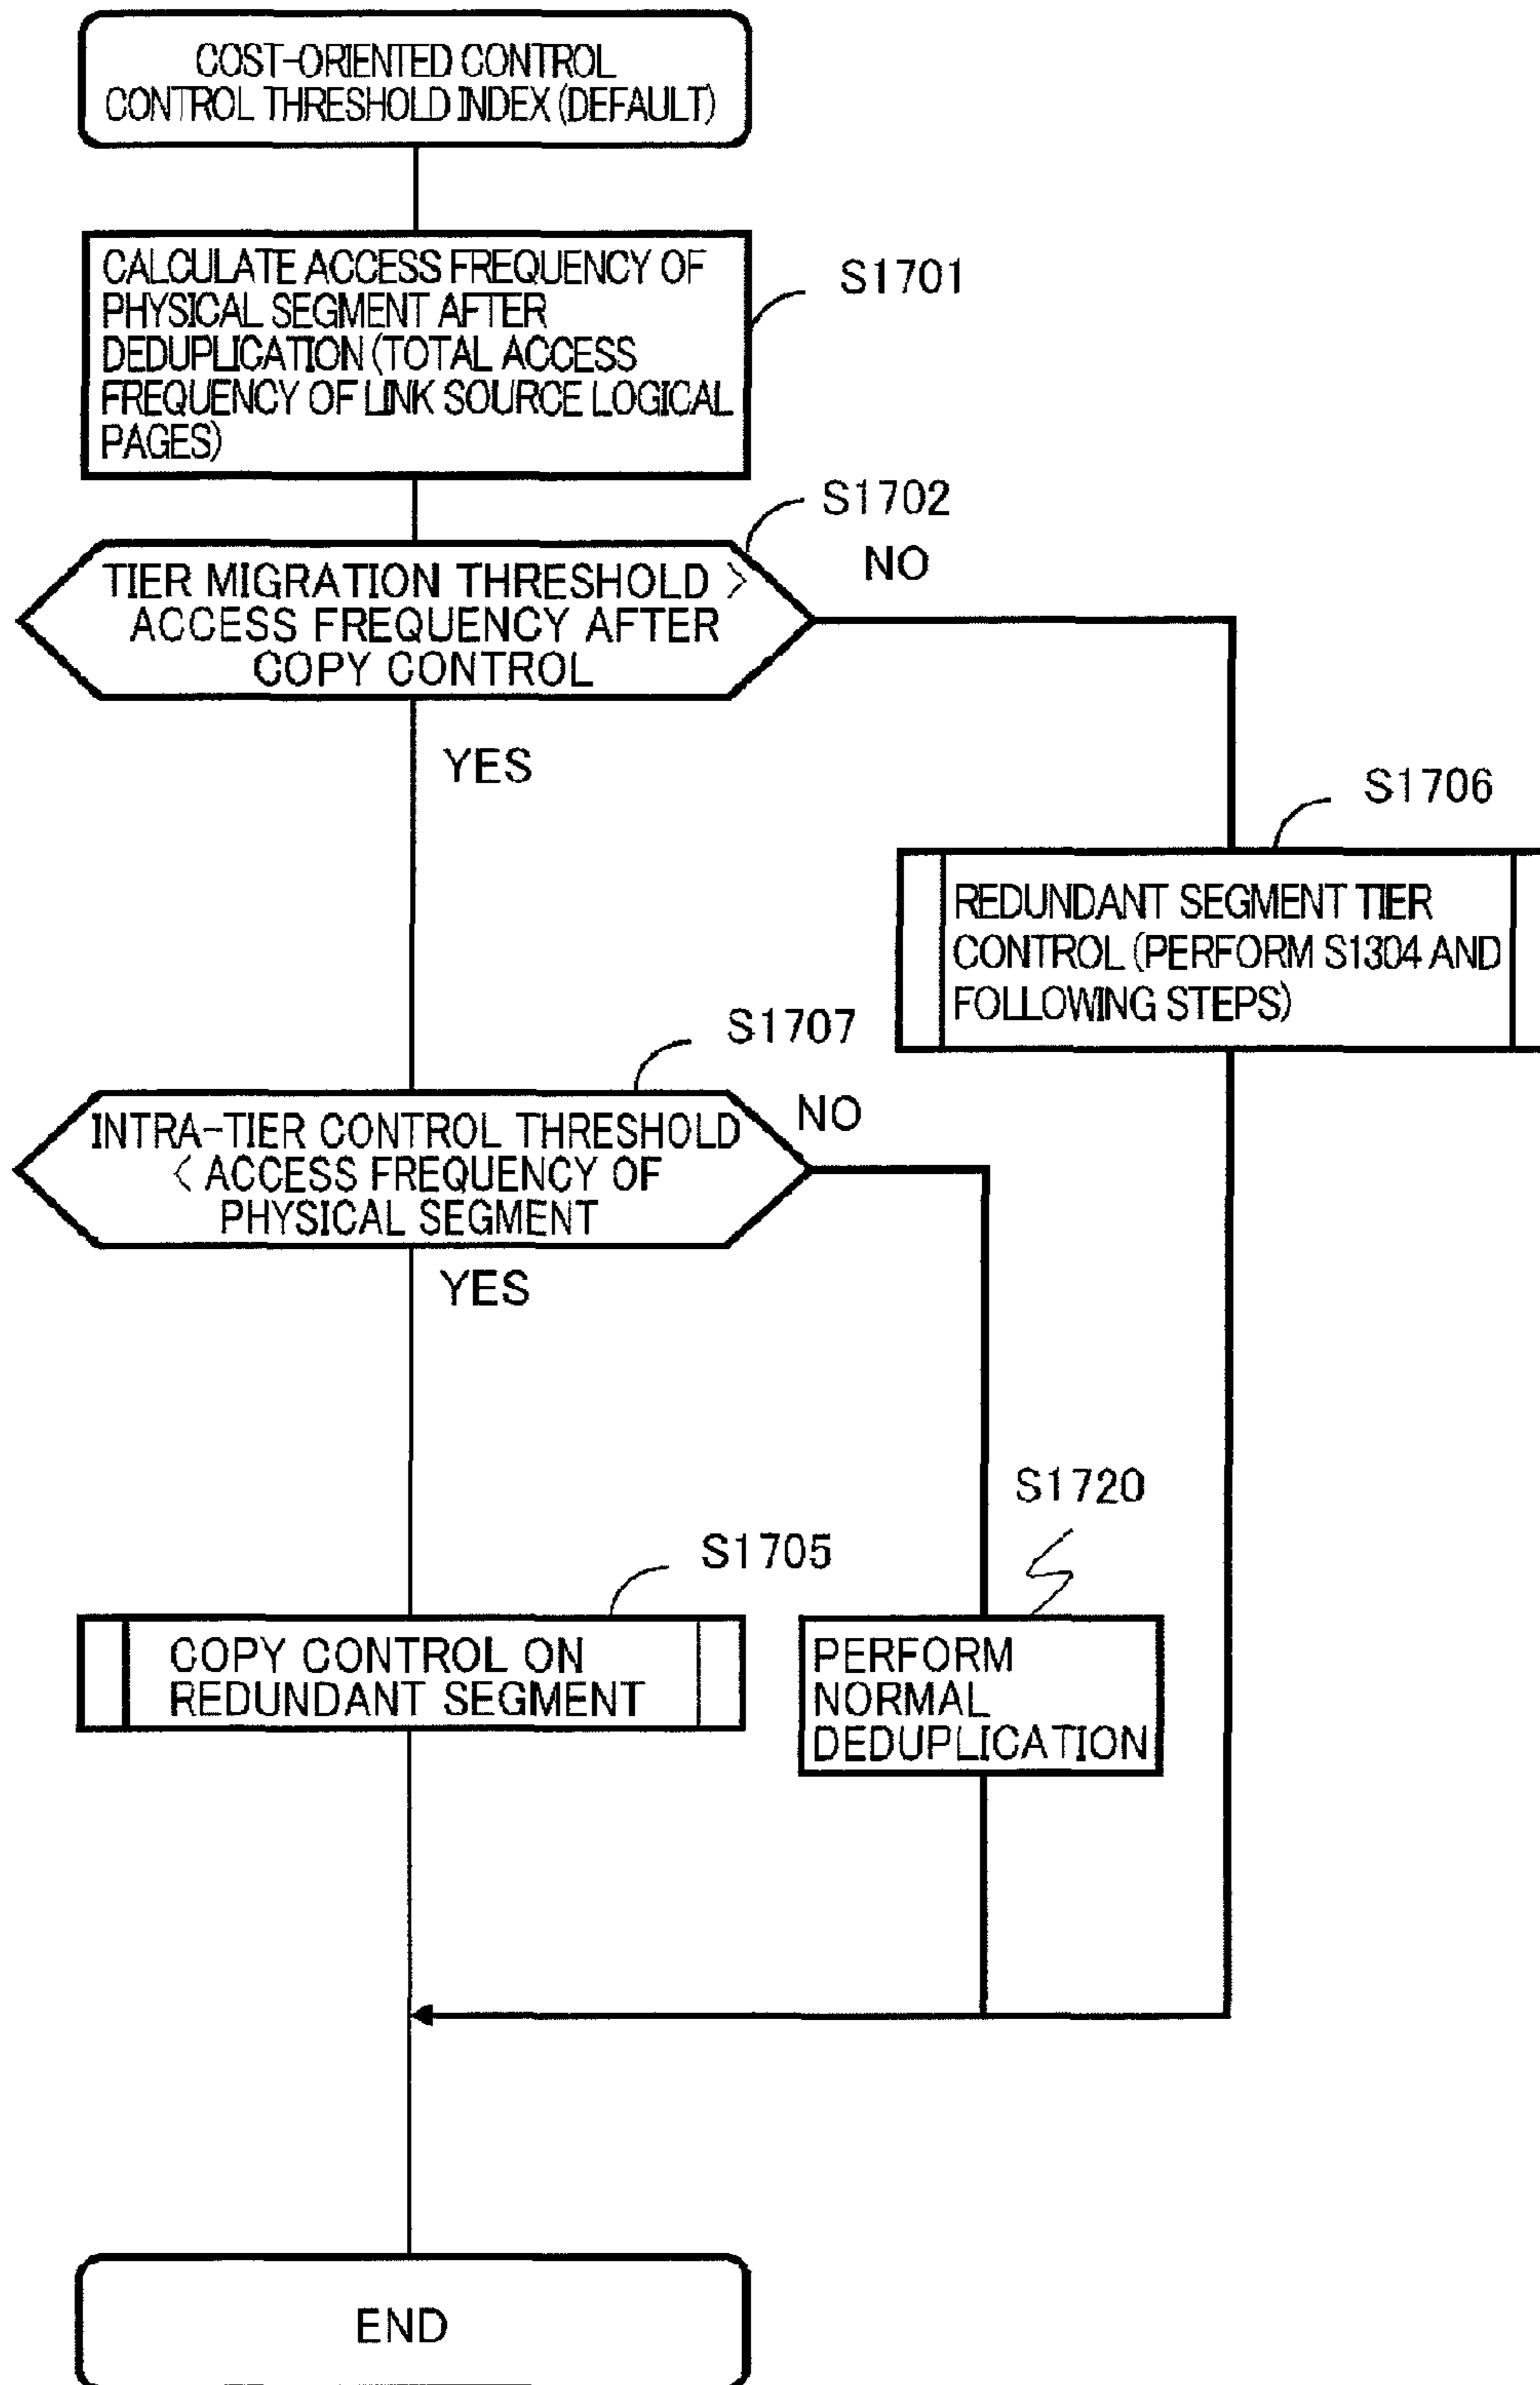 COST-ORIENTED CONTROL
CONTROL THRESHOLD INDEX (DEFAULT)
CALCULATE ACCESS FREQUENCY OF
PHYSICAL SEGMENT AFTER
DEDUPLICATION (TOTAL ACCESS
FREQUENCY OF LINK SOURCE LOGICAL
PAGES)
S1701
S1702
TIER MIGRATION THRESHOLD >
ACCESS FREQUENCY AFTER
COPY CONTROL
NO
YES
S1706
REDUNDANT SEGMENT TIER
CONTROL (PERFORM S1304 AND
FOLLOWING STEPS)
S1707
INTRA-TIER CONTROL THRESHOLD
< ACCESS FREQUENCY OF
PHYSICAL SEGMENT
NO
YES
S1720
S1705
COPY CONTROL ON
REDUNDANT SEGMENT
PERFORM
NORMAL
DEDUPLICATION
END